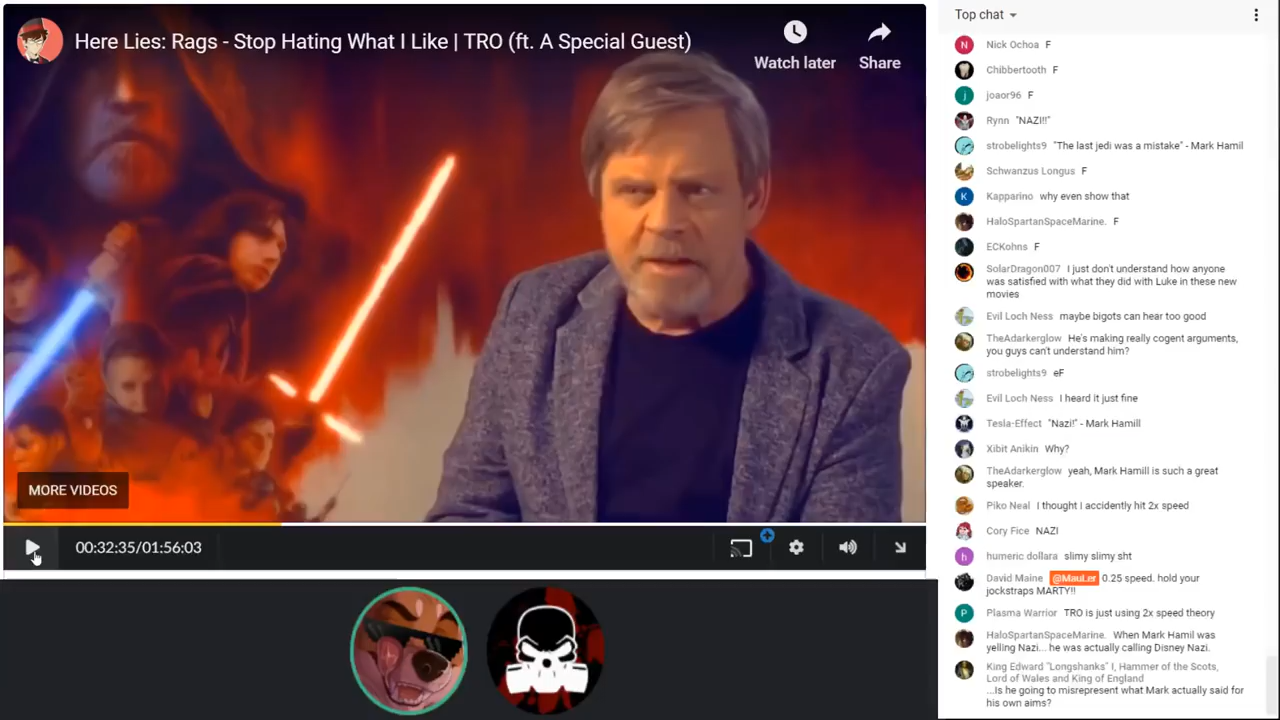 Here Lies: Rags - Stop Hating What I Like | TRO (ft. A Special Guest)
Watch later
Share
MORE VIDEOS
00:32:35/01:56:03
Top chat
N Nick Ochoa F
Chibbertooth F
j joaor96 F
Rynn "NAZI!!"
strobelights9 "The last jedi was a mistake" - Mark Hamil
Schwanzus Longus F
K Kapparino why even show that
HaloSpartanSpaceMarine. F
ECKohns F
SolarDragon007 I just don't understand how anyone
was satisfied with what they did with Luke in these new
movies
Evil Loch Ness maybe bigots can hear too good
TheAdarkerglow He's making really cogent arguments,
you guys can't understand him?
strobelights9 eF
Evil Loch Ness I heard it just fine
Tesla-Effect "Nazi!" - Mark Hamill
Xibit Anikin Why?
TheAdarkerglow yeah, Mark Hamill is such a great
speaker.
Piko Neal I thought I accidently hit 2x speed
Cory Fice NAZI
h humeric dollara slimy slimy sht
David Maine @MauLer 0.25 speed. hold your
jockstraps MARTY!!
P Plasma Warrior TRO is just using 2x speed theory
HaloSpartanSpaceMarine. When Mark Hamil was
yelling Nazi... he was actually calling Disney Nazi.
King Edward "Longshanks" I, Hammer of the Scots,
Lord of Wales and King of England
...Is he going to misrepresent what Mark actually said for
his own aims?